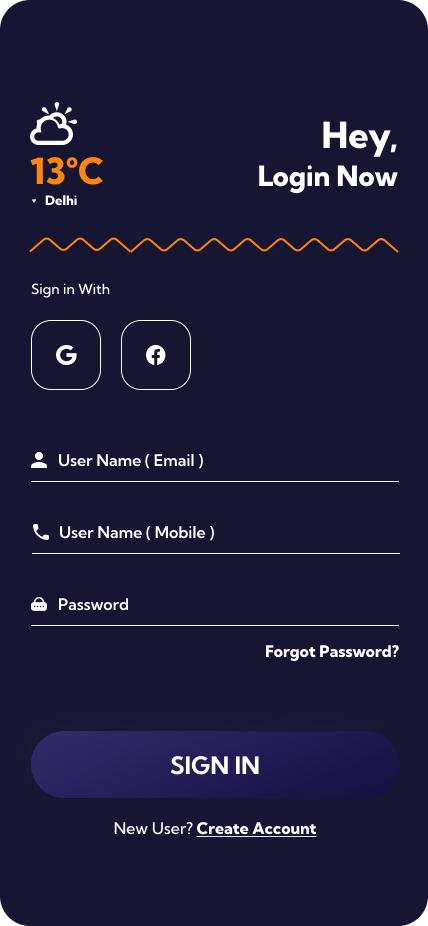 13°C
Delhi
Hey,
Login Now
Sign in With
User Name ( Email )
User Name ( Mobile )
Password
Forgot Password?
SIGN IN
New User? Create Account